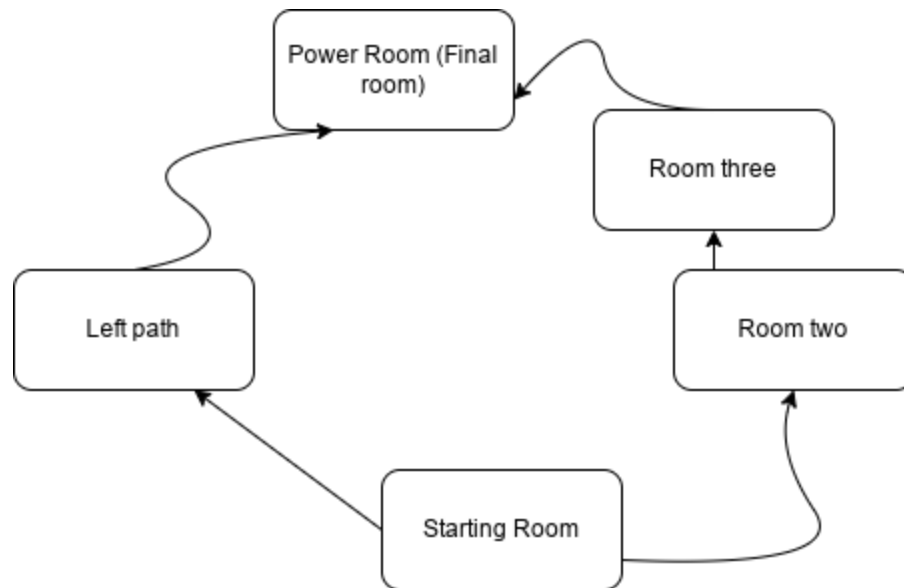 Power Room (Final
room)
Room three
Left path
Room two
Starting Room